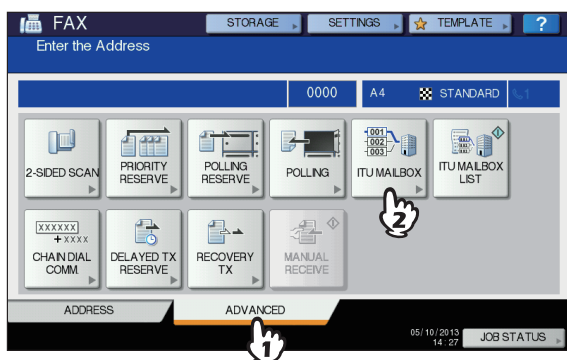 FAX
STORAGE
SETTINGS
TEMPLATE
?
Enter the Address
0000
A4
STANDARD
1
2-SIDED SCAN
PRIORITY
RESERVE
POLLING
RESERVE
POLLING
001
002
003
ITU MAILBOX
ITU MAILBOX
LIST
2
XXXXXX
+XXXX
CHAIN DIAL
COMM.
DELAYED TX
RESERVE
RECOVERY
TX
MANUAL
RECEIVE
ADDRESS
ADVANCED
1
05/10/2013
14:27
JOB STATUS